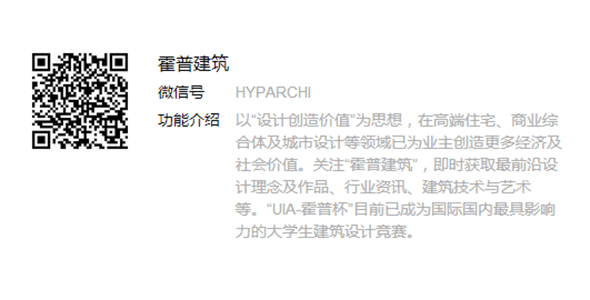 霍普建筑
微信号 HYPARCHI
功能介绍 以“设计创造价值”为思想，在高端住宅、商业综
合体及城市设计等领域已为业主创造更多经济及
社会价值。关注“霍普建筑”，即时获取最前沿设
计理念及作品、行业资讯、建筑技术与艺术
等。“UIA-霍普杯”目前已成为国际国内最具影响
力的大学生建筑设计竞赛。